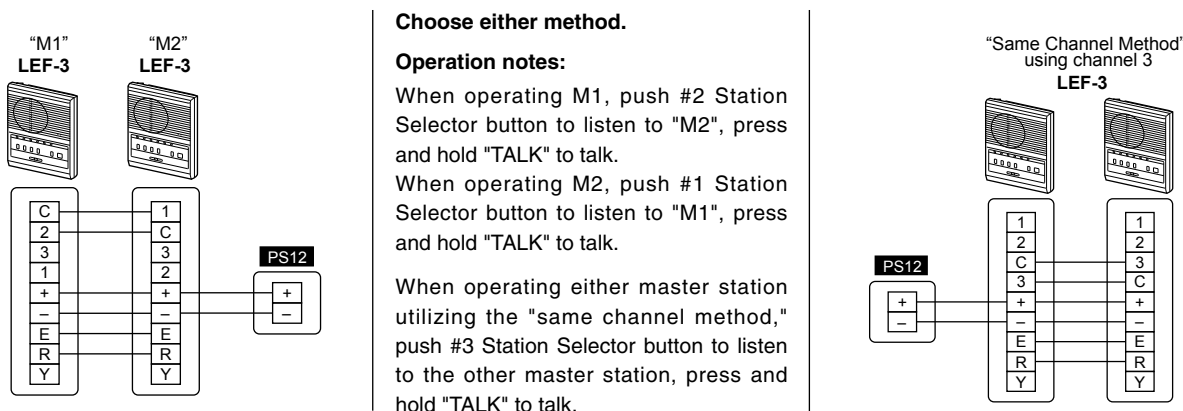 “M1”
LEF-3
“M2”
LEF-3
C
2
3
1
+
–
E
R
Y
1
C
3
2
+
–
E
R
Y
PS12
+
–
Choose either method.
Operation notes:
When operating M1, push #2 Station
Selector button to listen to "M2", press
and hold "TALK" to talk.
When operating M2, push #1 Station
Selector button to listen to "M1", press
and hold "TALK" to talk.
When operating either master station
utilizing the "same channel method,"
push #3 Station Selector button to listen
to the other master station, press and
hold "TALK" to talk.
“Same Channel Method”
using channel 3
LEF-3
PS12
+
–
1
2
C
3
+
–
E
R
Y
1
2
3
C
+
–
E
R
Y